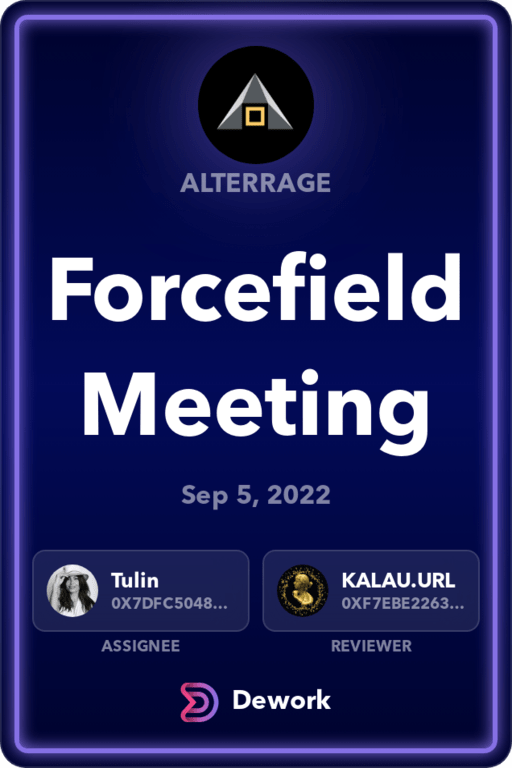 ALTERRAGE
Forcefield
Meeting
Sep 5, 2022
Tulin
0X7DFC5048...
ASSIGNEE
KALAU.URL
0XF7EBE2263...
REVIEWER
Dework